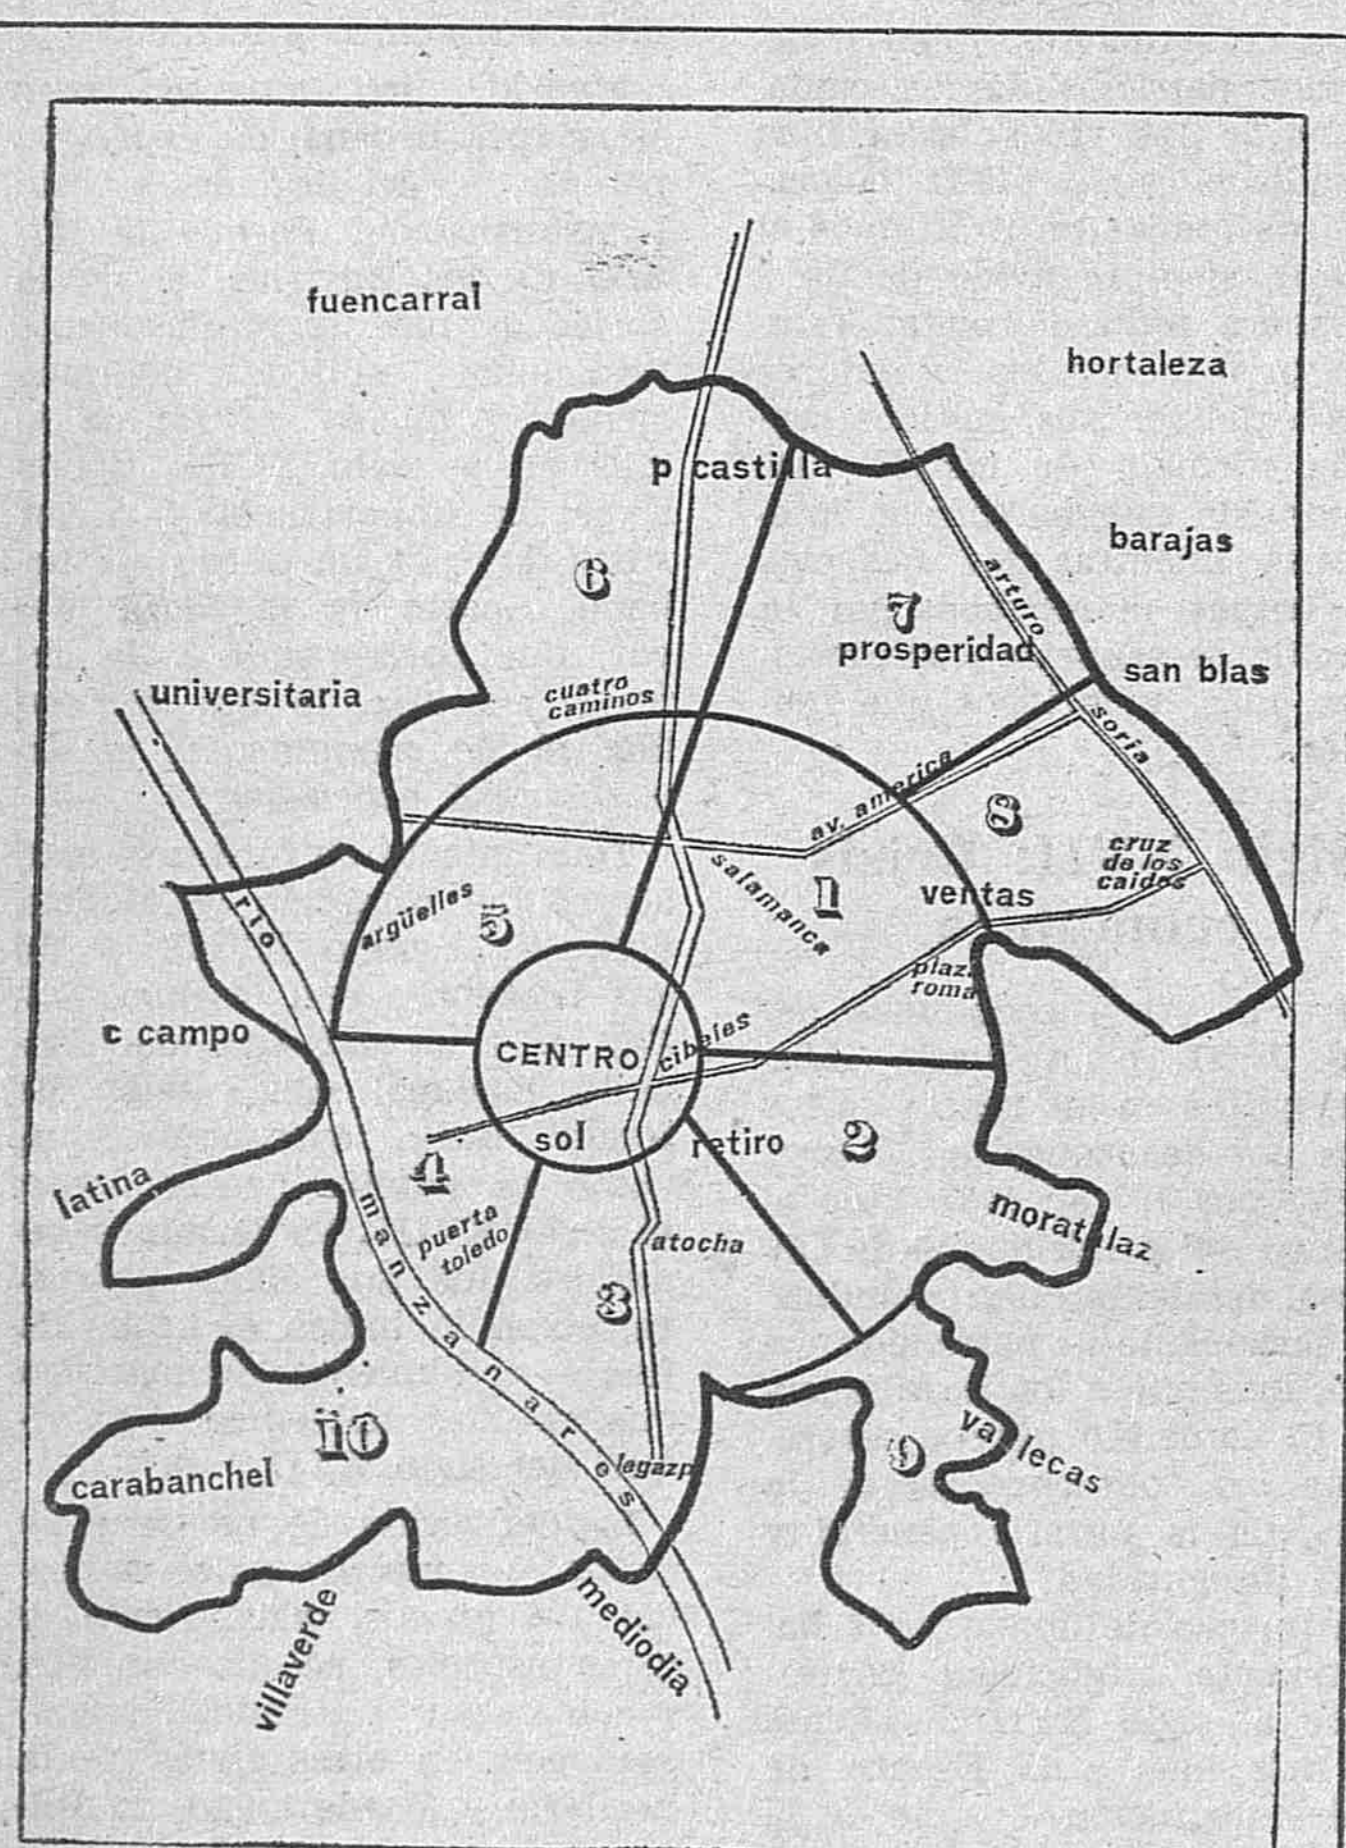 fuencarral
hortaleza
p castilla
barajas
6
arturo
7
prosperidad
san blas
universitaria
cuatro
caminos
soria
av. america
8
cruz
de los
caidos
salamanca
1
ventas
argüelles
5
rio
plaza
roma
c campo
CENTRO
cibeles
sol
retiro
2
4
latina
manzanares
puerta
toledo
moratalaz
atocha
3
10
vallecas
9
carabanchel
legazpi
villaverde
mediodia